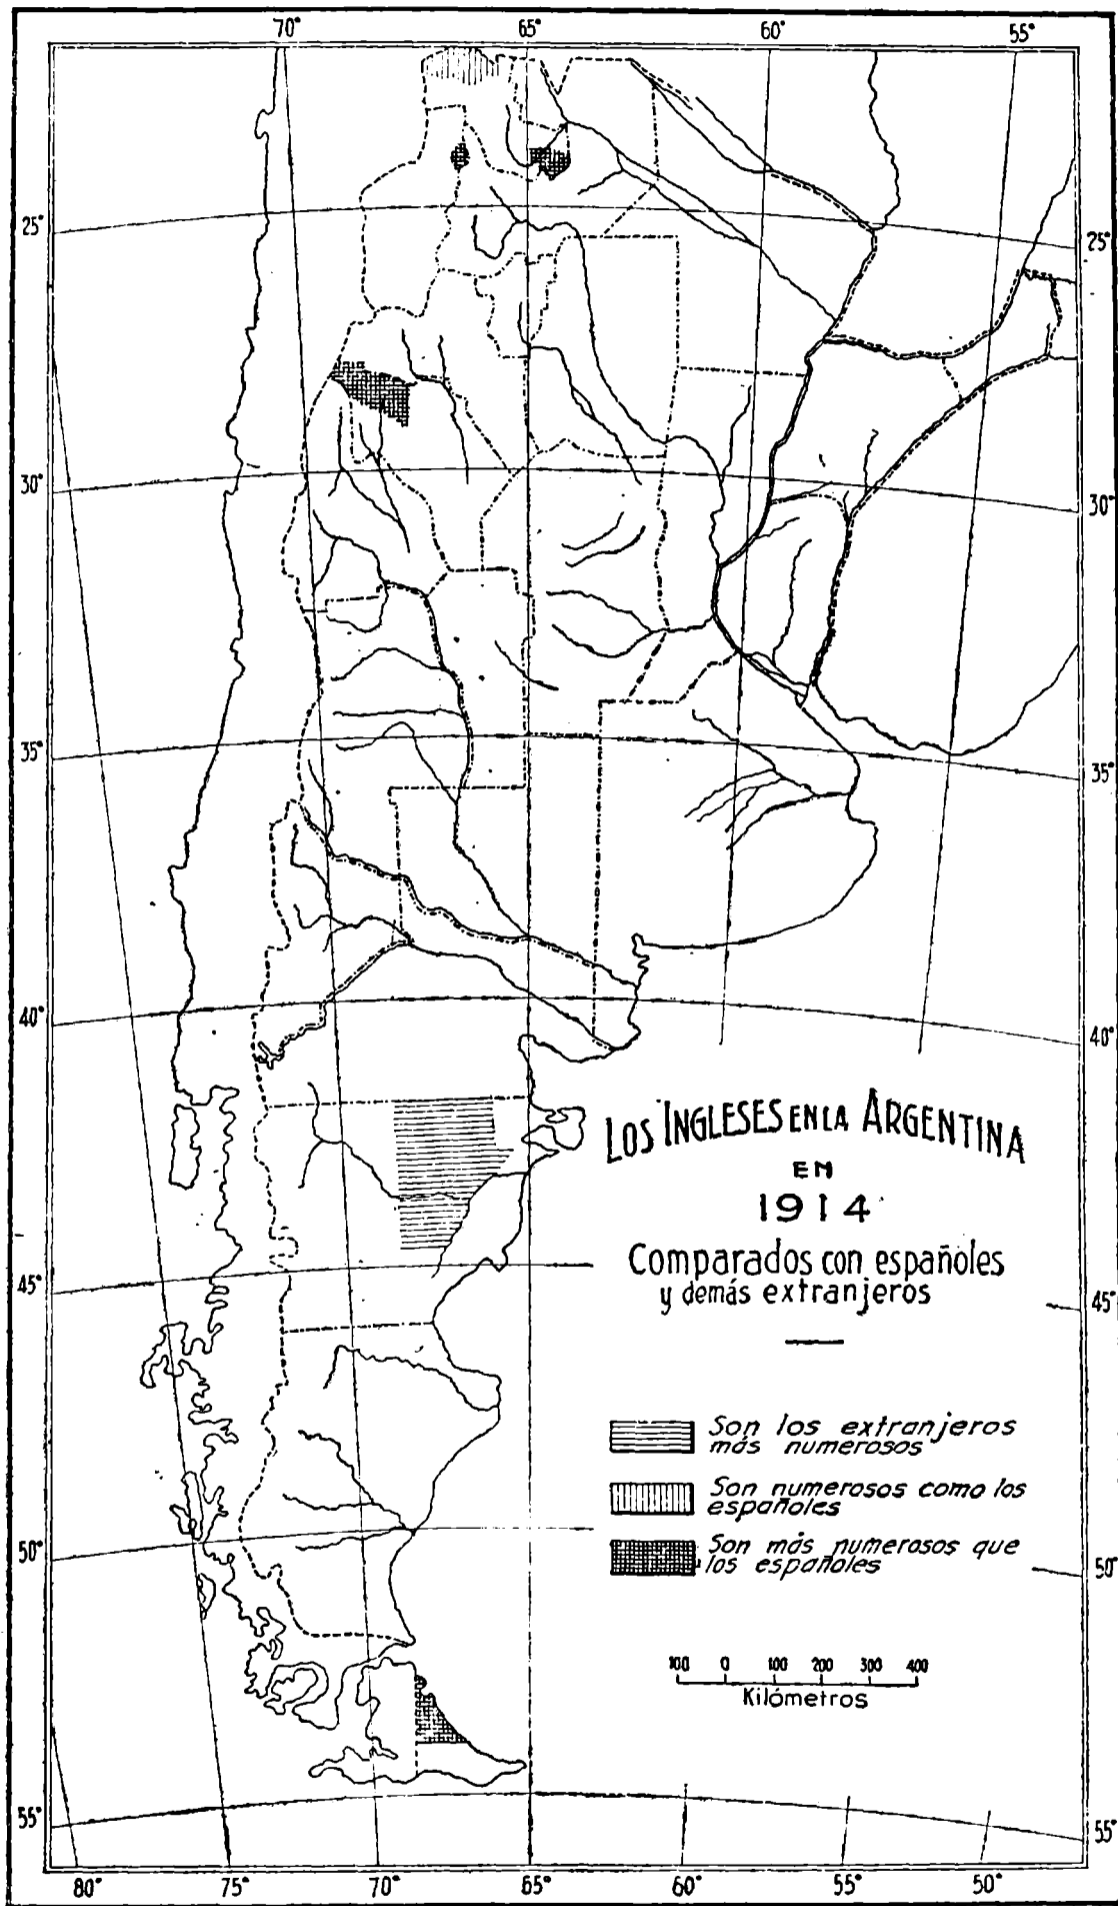 70° 65° 60° 55°
25° 25°
30° 30°
35° 35°
40° 40°
LOS INGLESES EN LA ARGENTINA
EN
1914
Comparados con españoles
y demás extranjeros
45° 45°
Son los extranjeros
más numerosos
Son numerosos como los
españoles
Son más numerosos que
los españoles
50° 50°
100 0 100 200 300 400
Kilómetros
55° 55°
80° 75° 70° 65° 60° 55° 50°